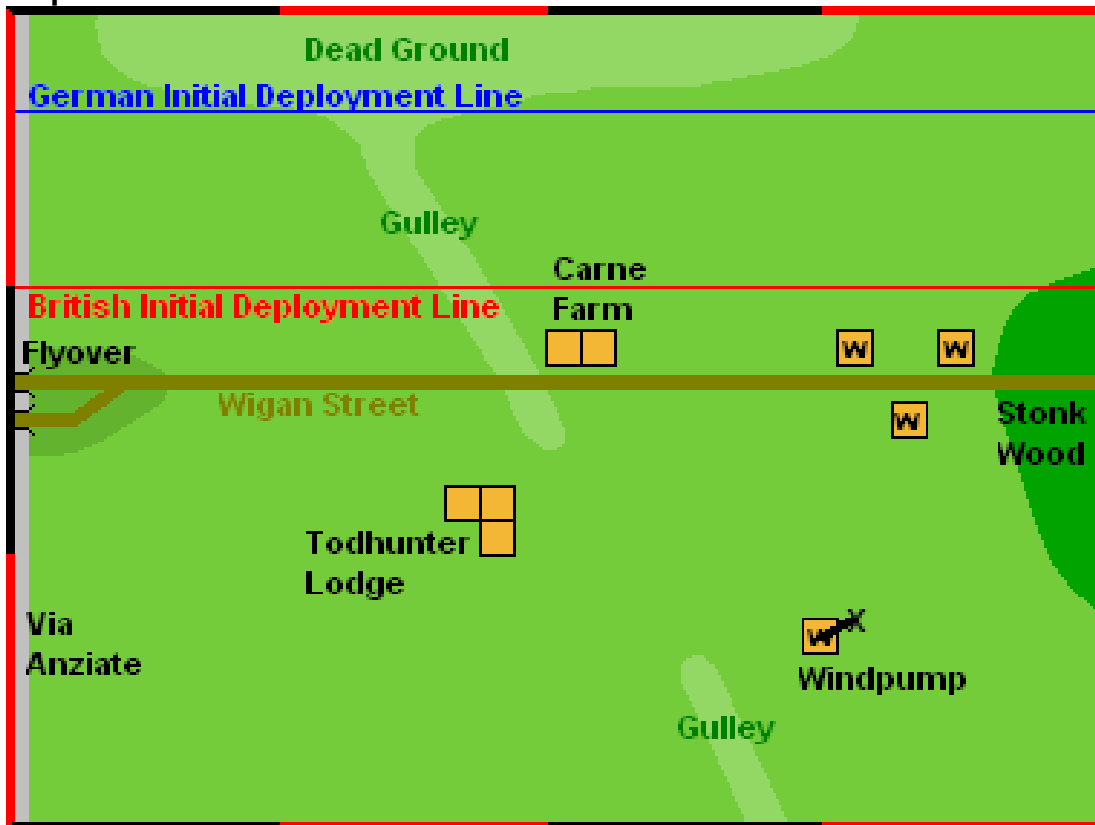 Dead Ground
German Initial Deployment Line
Gulley
Carne
Farm
British Initial Deployment Line
Flyover
W
W
Wigan Street
W
Stonk
Wood
Todhunter
Lodge
Via
Anziate
W
X
Windpump
Gulley